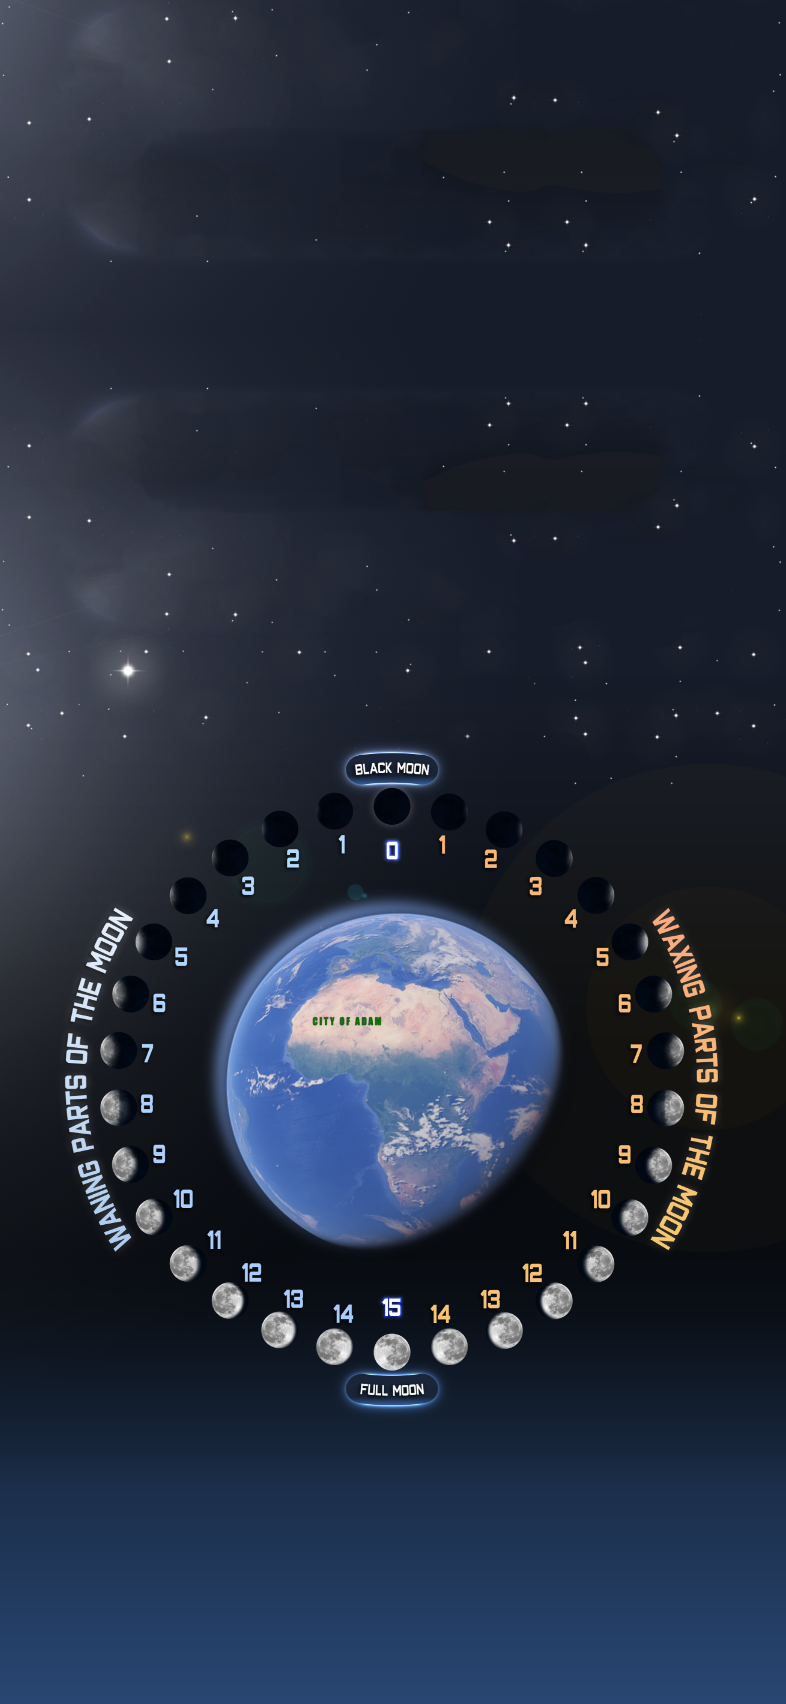 BLACK MOON
1 0 1
2 2
3 3
4 4
5 5
6 6
7 7
8 8
9 9
10 10
11 11
12 12
13 13
14 15 14
FULL MOON
WANING PARTS OF THE MOON
WAXING PARTS OF THE MOON
CITY OF ADAM